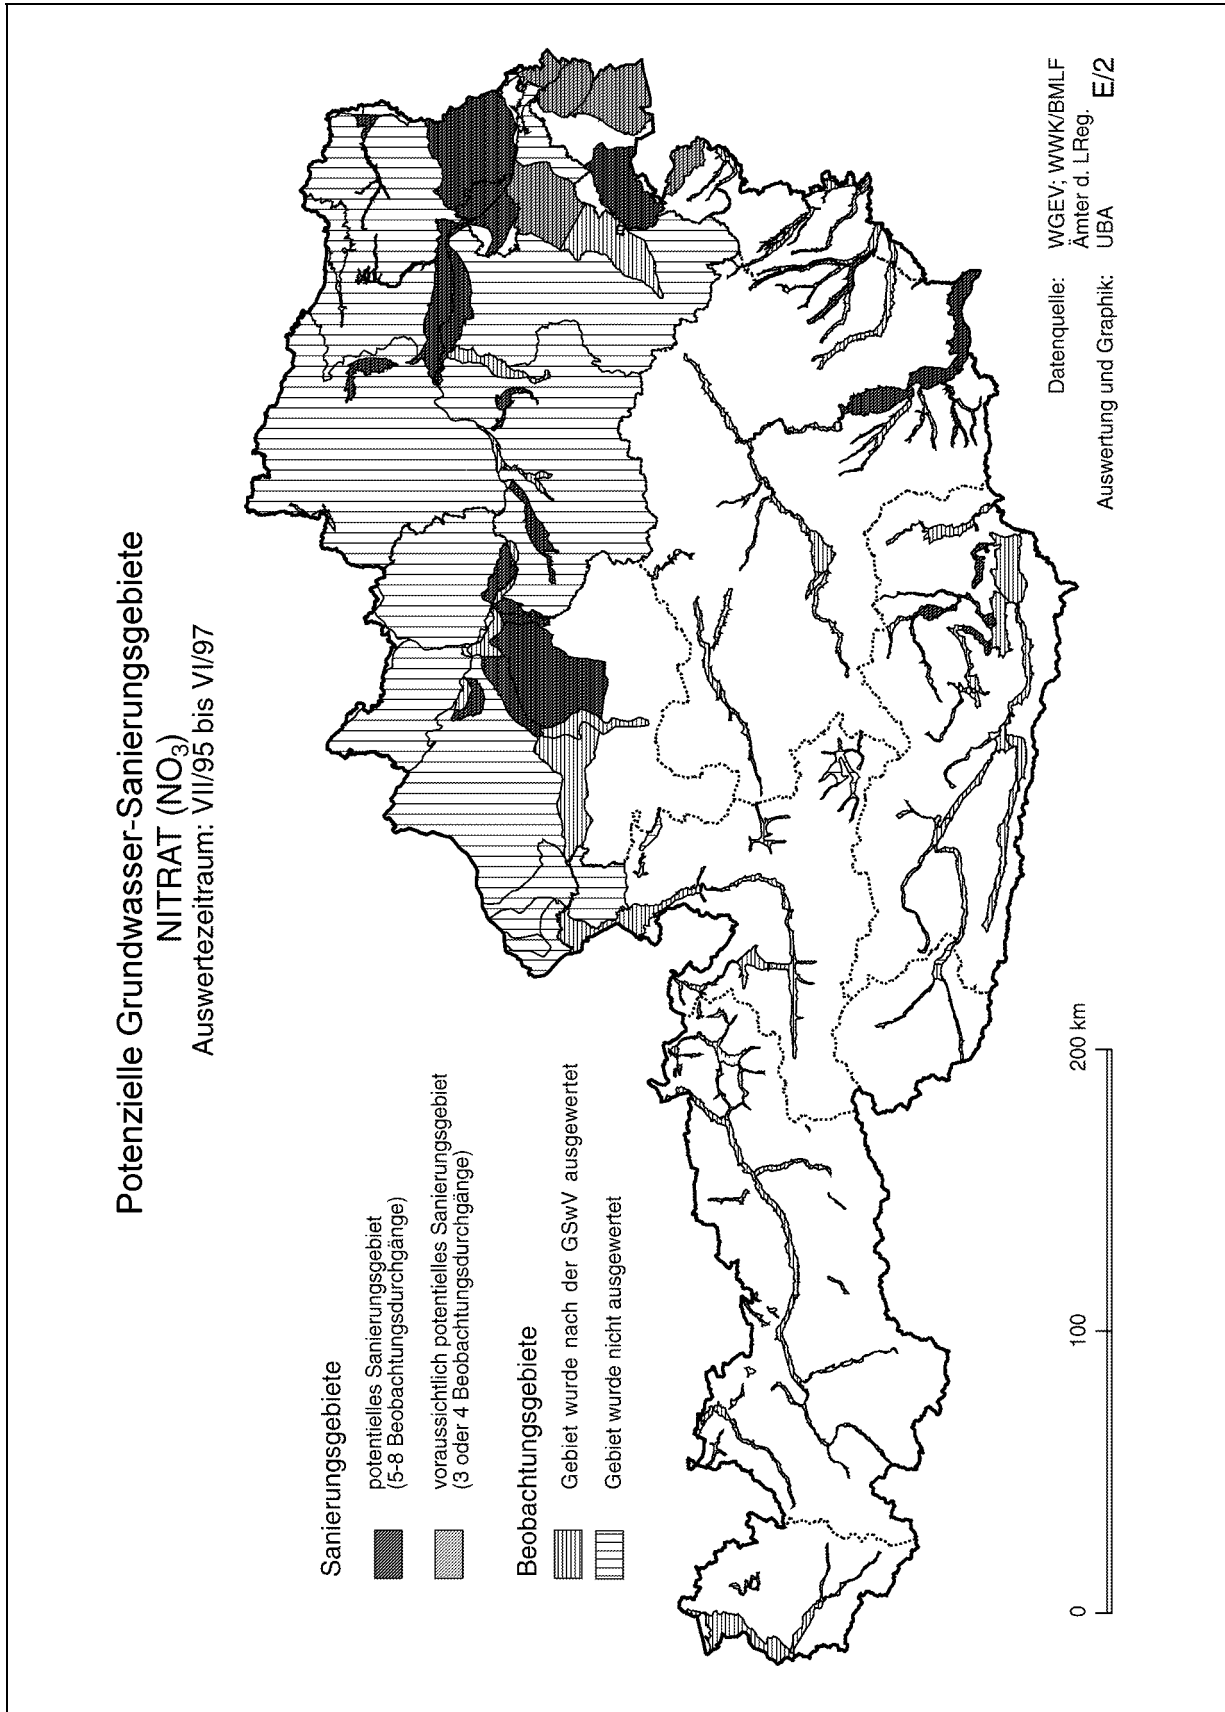 Potenzielle Grundwasser-Sanierungsgebiete
NITRAT (NO₃)
Auswertezeitraum: VII/95 bis VI/97
Sanierungsgebiete
potentielles Sanierungsgebiet
(5-8 Beobachtungsdurchgänge)
voraussichtlich potentielles Sanierungsgebiet
(3 oder 4 Beobachtungsdurchgänge)
Beobachtungsgebiete
Gebiet wurde nach der GSwV ausgewertet
Gebiet wurde nicht ausgewertet
0 100 200 km
Datenquelle: WGEV; WWK/BMLF
Ämter d. LReg.
Auswertung und Graphik: UBA
E/2